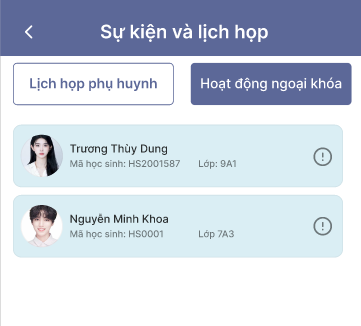 Sự kiện và lịch họp
Lịch họp phụ huynh
Hoạt động ngoại khóa
Trương Thùy Dung
Mã học sinh: HS2001587 Lớp: 9A1
Nguyễn Minh Khoa
Mã học sinh: HS0001 Lớp 7A3